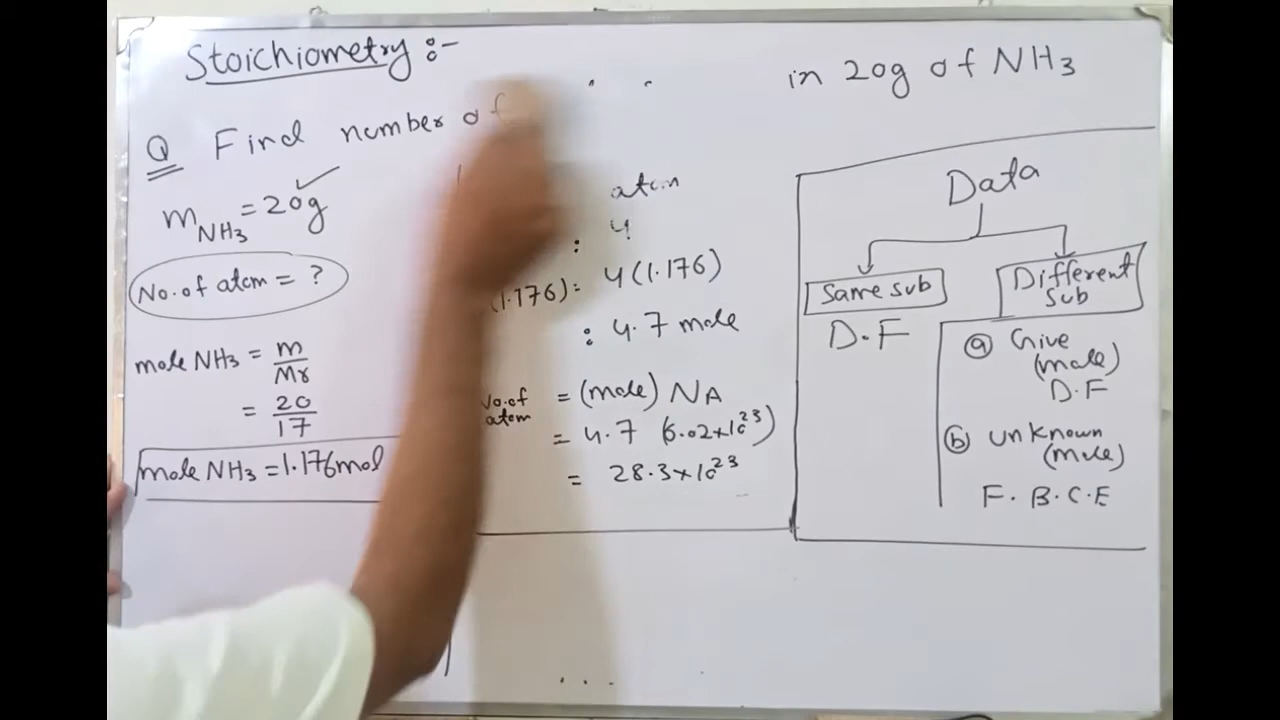 Stoichiometry :-
Q Find number of in 20g of NH3
mNH3 = 20g
No. of atom = ?
mole NH3 = m/Mr
= 20/17
mole NH3 = 1.176mol
atom
: 4
(1.176) : 4(1.176)
: 4.7 mole
No. of atom = (mole) NA
= 4.7 (6.02×10^23)
= 28.3×10^23
Data
Same sub
D.F
Different sub
(a) Give (mole)
D.F
(b) unknown (mole)
F.B.C.E